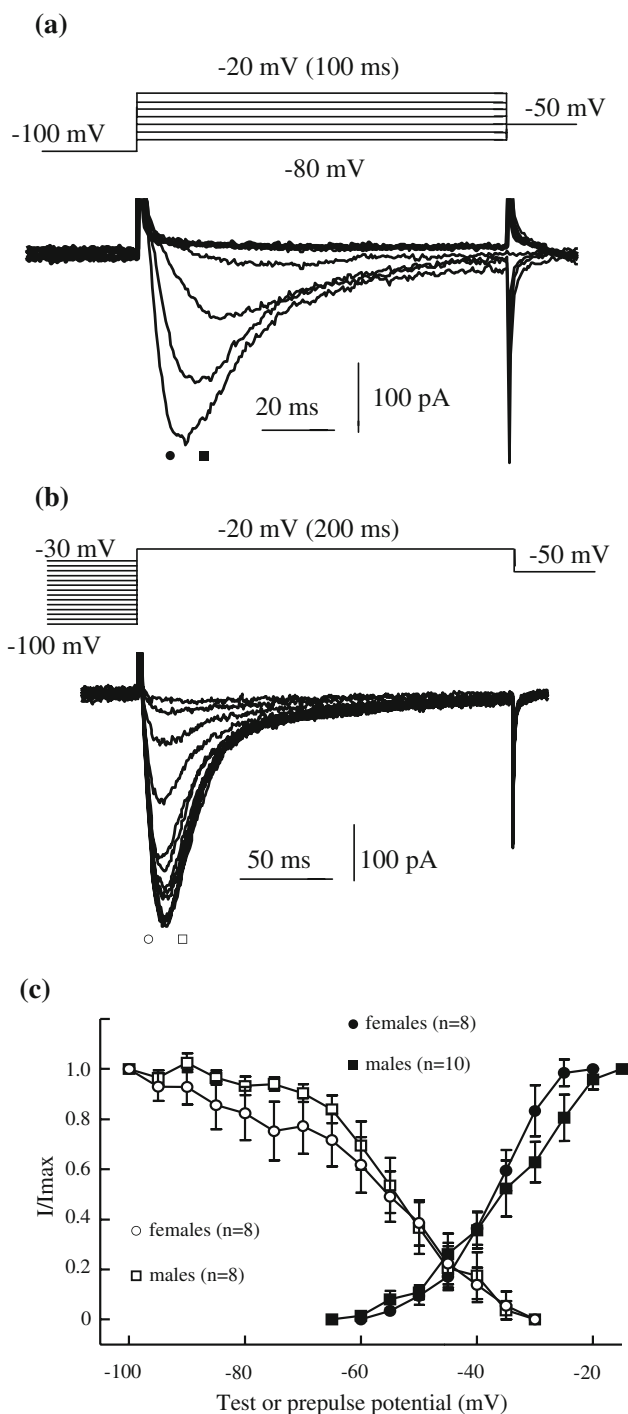 (a)
-20 mV (100 ms)
-100 mV
-50 mV
-80 mV
20 ms
100 pA
(b)
-20 mV (200 ms)
-30 mV
-50 mV
-100 mV
50 ms
100 pA
(c)
females (n=8)
males (n=10)
1.0
0.8
0.6
0.4
0.2
0
I/Imax
females (n=8)
males (n=8)
-100
-80
-60
-40
-20
Test or prepulse potential (mV)